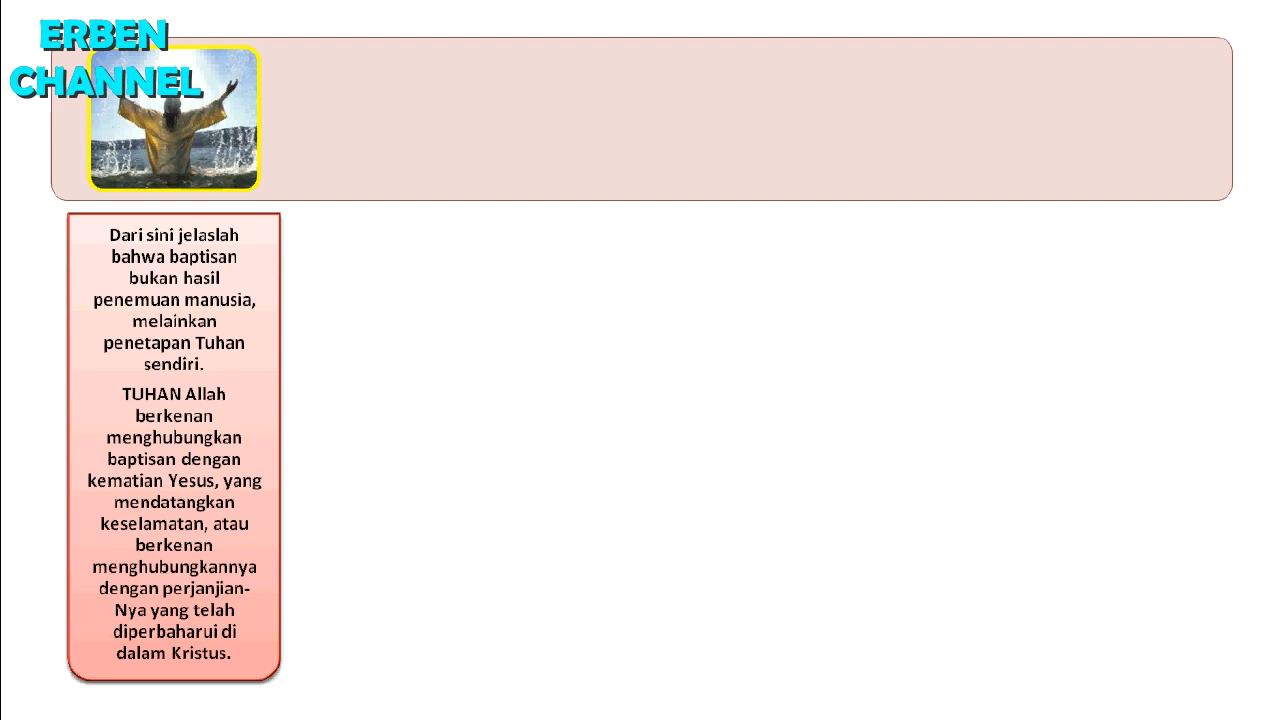 ERBEN
CHANNEL
Dari sini jelaslah
bahwa baptisan
bukan hasil
penemuan manusia,
melainkan
penetapan Tuhan
sendiri.
TUHAN Allah
berkenan
menghubungkan
baptisan dengan
kematian Yesus, yang
mendatangkan
keselamatan, atau
berkenan
menghubungkannya
dengan perjanjian-
Nya yang telah
diperbaharui di
dalam Kristus.